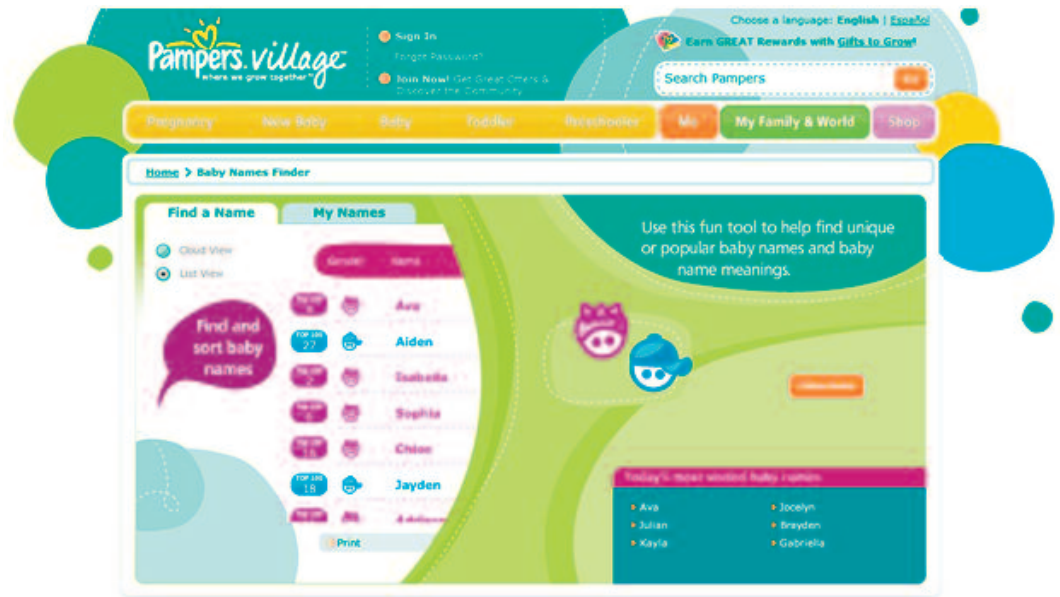 Choose a language: English | Español
Pampers village
where we grow together
Sign In
Forgot Password?
Earn GREAT Rewards with Gifts to Grow!
Join Now! Get Great Offers &
Discover the Community
Search Pampers
Go
Pregnancy New Baby Baby Toddler Preschooler Me My Family & World Shop
Home > Baby Names Finder
Find a Name My Names
Use this fun tool to help find unique
or popular baby names and baby
name meanings.
Cloud View
List View
Gender Name
Find and
sort baby
names
Ava
TOP 100
27 Aiden
Isabella
Sophia
Chloe
TOP 100
18 Jayden
Print
Today's most visited baby names
Ava Jocelyn
Julian Brayden
Kayla Gabriella